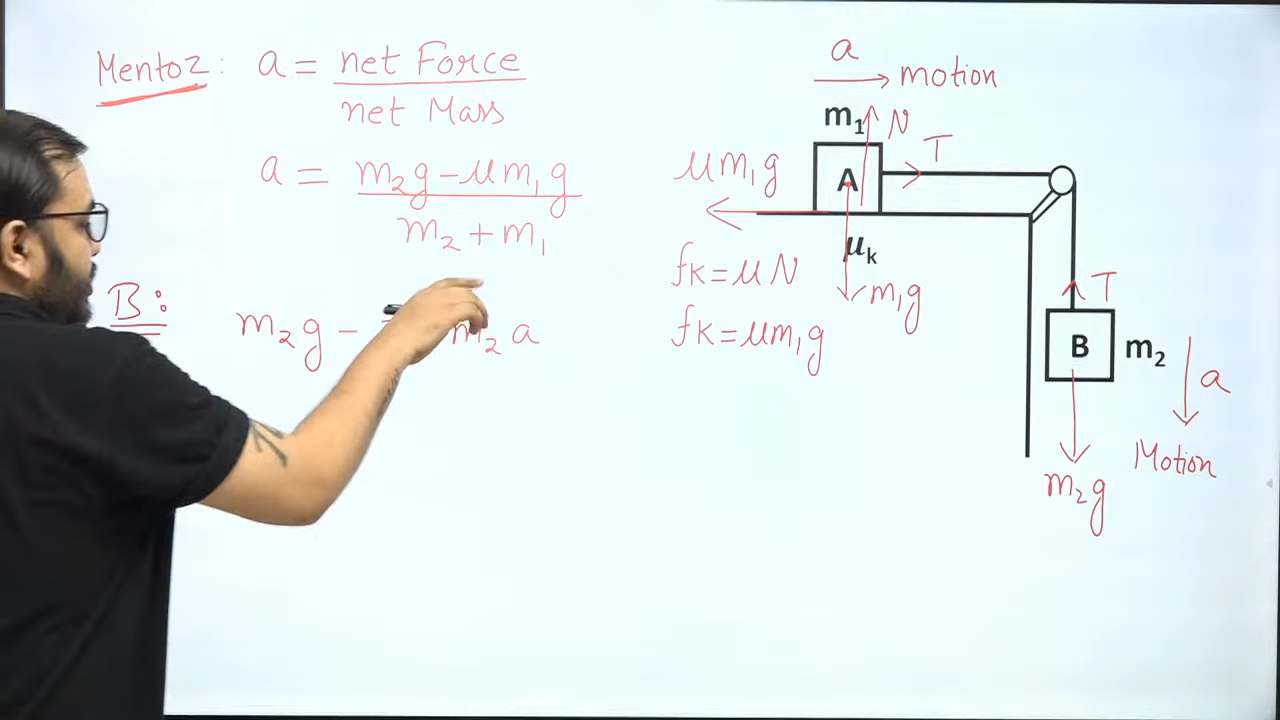 Mentoz: a = net Force / net Mass
a = m₂g - μm₁g / m₂ + m₁
B: m₂g - m₂a
a → motion
m₁ N
T
μm₁g
A
μk
fK = μN
m₁g
fK = μm₁g
T
B m₂
a
Motion
m₂g